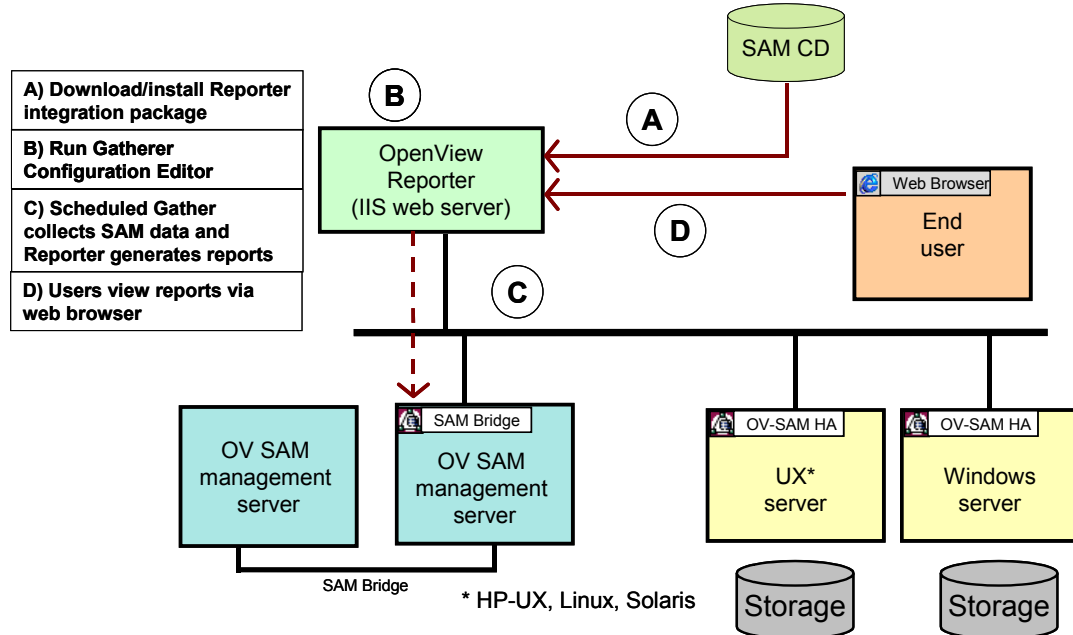 SAM CD
A) Download/install Reporter
integration package
B) Run Gatherer
Configuration Editor
C) Scheduled Gather
collects SAM data and
Reporter generates reports
D) Users view reports via
web browser
B
A
OpenView
Reporter
(IIS web server)
Web Browser
End
user
D
C
OV SAM
management
server
SAM Bridge
OV SAM
management
server
OV-SAM HA
UX*
server
OV-SAM HA
Windows
server
SAM Bridge
* HP-UX, Linux, Solaris
Storage
Storage